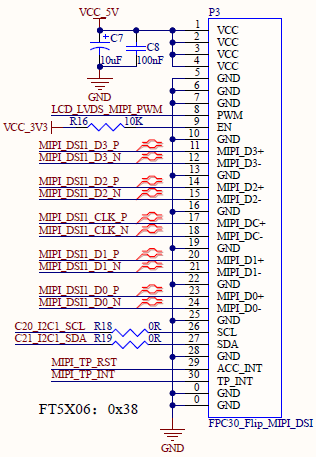 VCC_5V P3
1 VCC
C7 C8 2 VCC
3 VCC
10uF 100nF 4 VCC
5 GND
6 GND
GND 7 GND
LCD_LVDS_MIPI_PWM 8 PWM
VCC_3V3 R16 10K 9 EN
10 GND
MIPI_DSI1_D3_P 11 MIPI_D3+
MIPI_DSI1_D3_N 12 MIPI_D3-
13 GND
MIPI_DSI1_D2_P 14 MIPI_D2+
MIPI_DSI1_D2_N 15 MIPI_D2-
16 GND
MIPI_DSI1_CLK_P 17 MIPI_DC+
MIPI_DSI1_CLK_N 18 MIPI_DC-
19 GND
MIPI_DSI1_D1_P 20 MIPI_D1+
MIPI_DSI1_D1_N 21 MIPI_D1-
22 GND
MIPI_DSI1_D0_P 23 MIPI_D0+
MIPI_DSI1_D0_N 24 MIPI_D0-
25 GND
C20_I2C1_SCL R18 0R 26 SCL
C21_I2C1_SDA R19 0R 27 SDA
28 GND
MIPI_TP_RST 29 ACC_INT
MIPI_TP_INT 30 TP_INT
0 GND
FT5X06：0x38 0 GND
FPC30_Flip_MIPI_DSI
GND